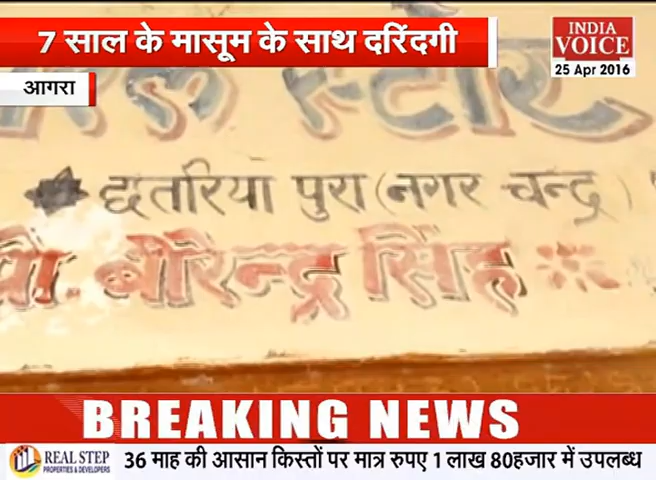 7 साल के मासूम के साथ दरिंदगी
INDIA
VOICE
25 Apr 2016
आगरा
स्टोर
छतरिया पुरा (नगर चन्द्र)
प्रो. बीरेन्द्र सिंह
BREAKING NEWS
REAL STEP
PROPERTIES & DEVELOPERS
36 माह की आसान किस्तों पर मात्र रुपए 1 लाख 80हजार में उपलब्ध